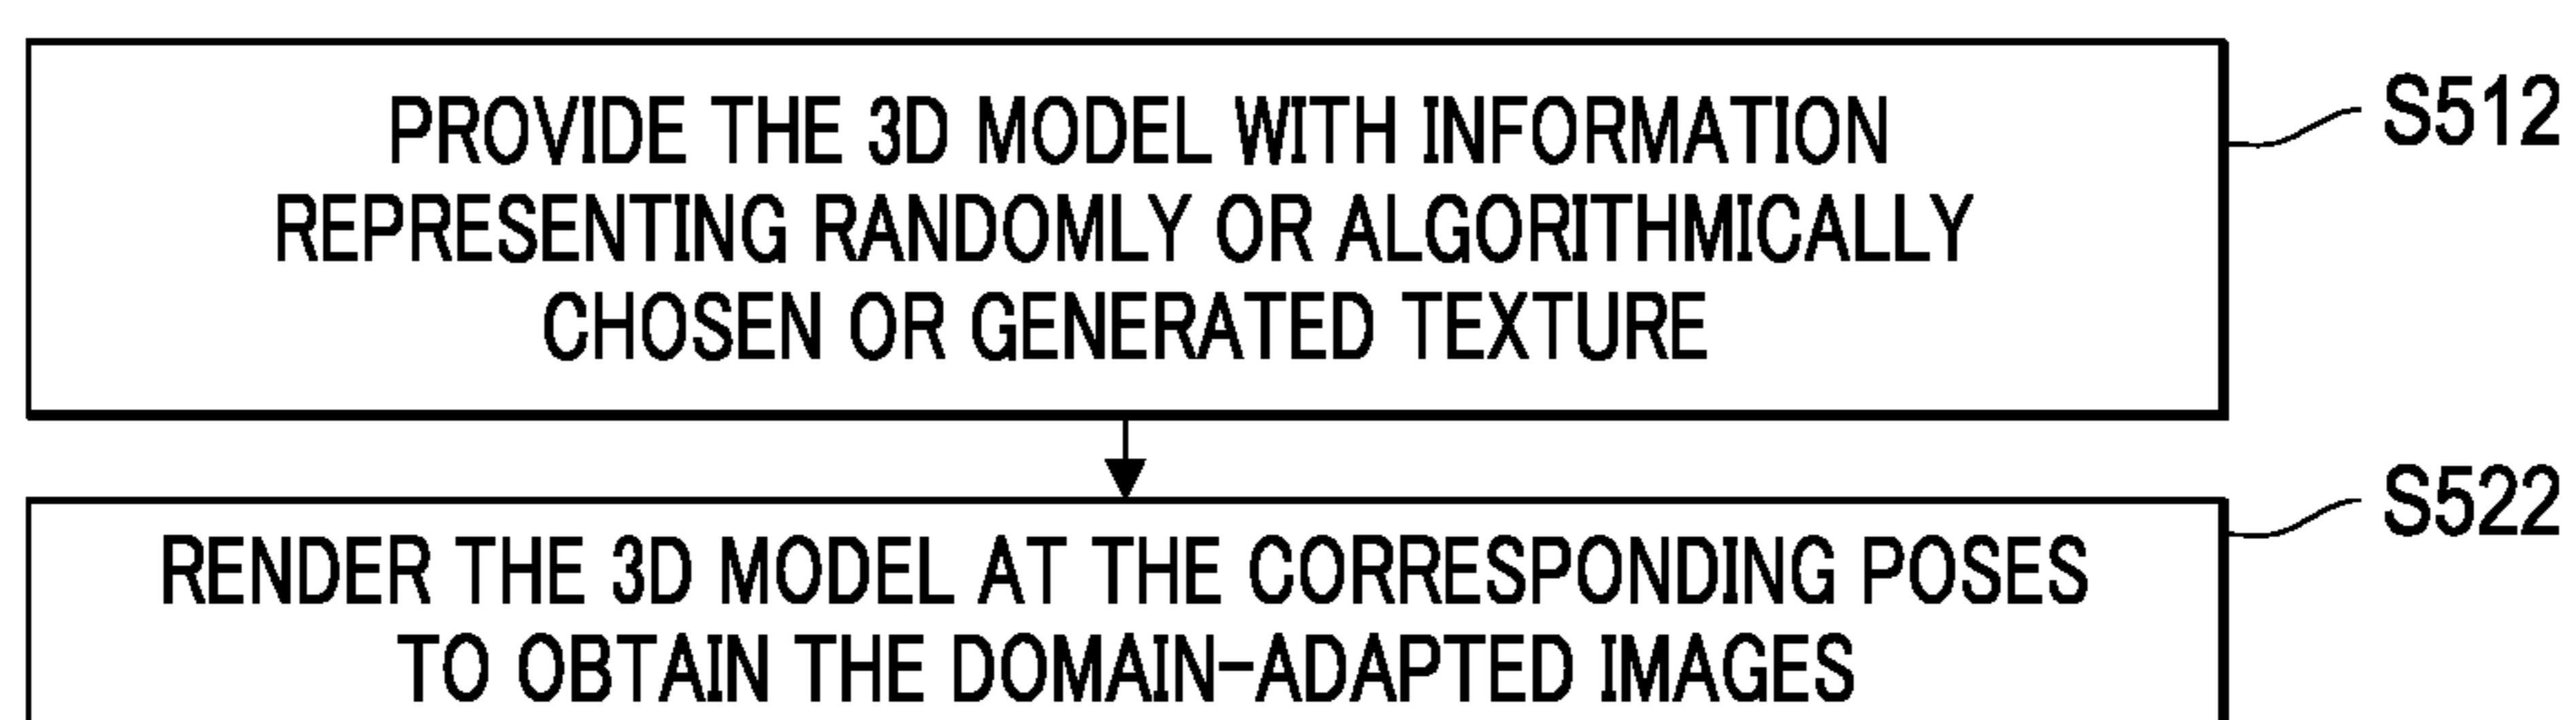 PROVIDE THE 3D MODEL WITH INFORMATION
REPRESENTING RANDOMLY OR ALGORITHMICALLY
CHOSEN OR GENERATED TEXTURE
S512
RENDER THE 3D MODEL AT THE CORRESPONDING POSES
TO OBTAIN THE DOMAIN-ADAPTED IMAGES
S522